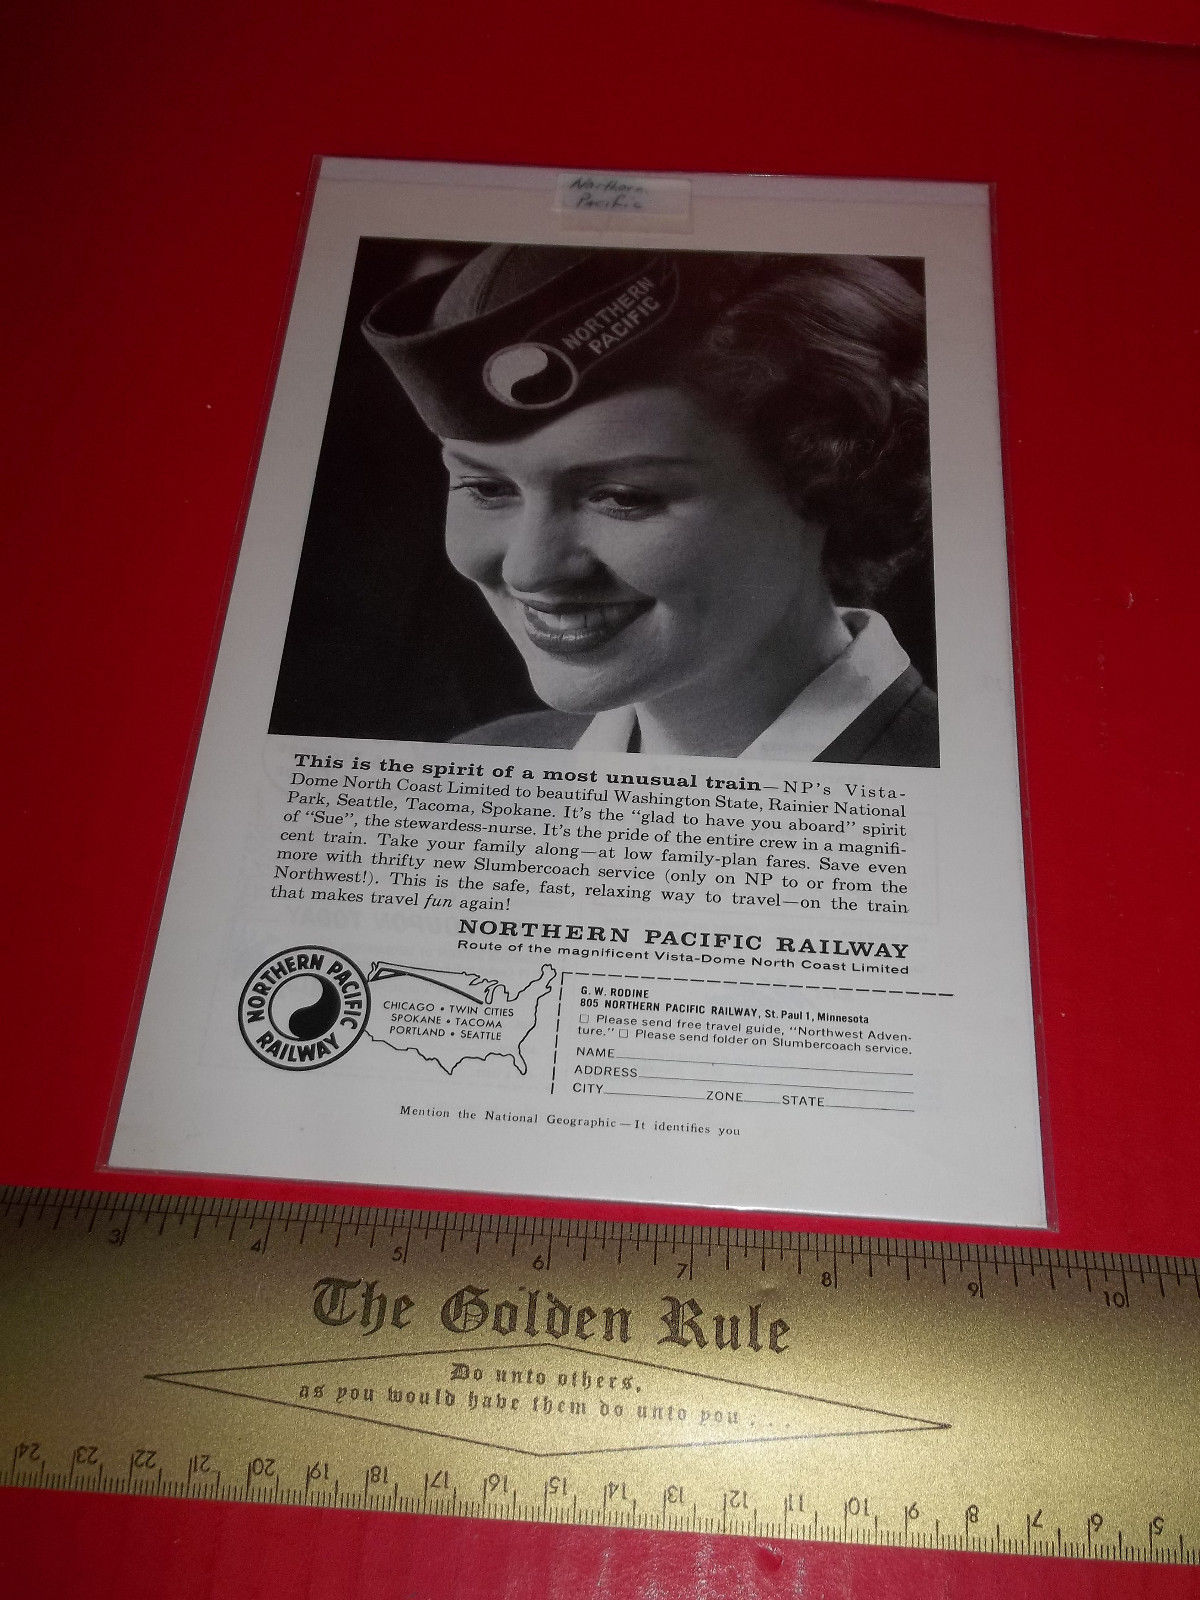 Northern
Pacific
NORTHERN
PACIFIC
This is the spirit of a most unusual train—NP's Vista-
Dome North Coast Limited to beautiful Washington State, Rainier National
Park, Seattle, Tacoma, Spokane. It's the "glad to have you aboard" spirit
of "Sue", the stewardess-nurse. It's the pride of the entire crew in a magnifi-
cent train. Take your family along—at low family-plan fares. Save even
more with thrifty new Slumbercoach service (only on NP to or from the
Northwest!). This is the safe, fast, relaxing way to travel—on the train
that makes travel fun again!
NORTHERN PACIFIC RAILWAY
Route of the magnificent Vista-Dome North Coast Limited
NORTHERN PACIFIC
RAILWAY
CHICAGO • TWIN CITIES
SPOKANE • TACOMA
PORTLAND • SEATTLE
G. W. RODINE
805 NORTHERN PACIFIC RAILWAY, St. Paul 1, Minnesota
☐ Please send free travel guide, "Northwest Adven-
ture." ☐ Please send folder on Slumbercoach service.
NAME
ADDRESS
CITY ZONE STATE
Mention the National Geographic—It identifies you
3 4 5 6 7 8 9 10
The Golden Rule
Do unto others,
as you would have them do unto you . . .
24 23 22 21 20 19 18 17 16 15 14 13 12 11 10 9 8 7 6 5